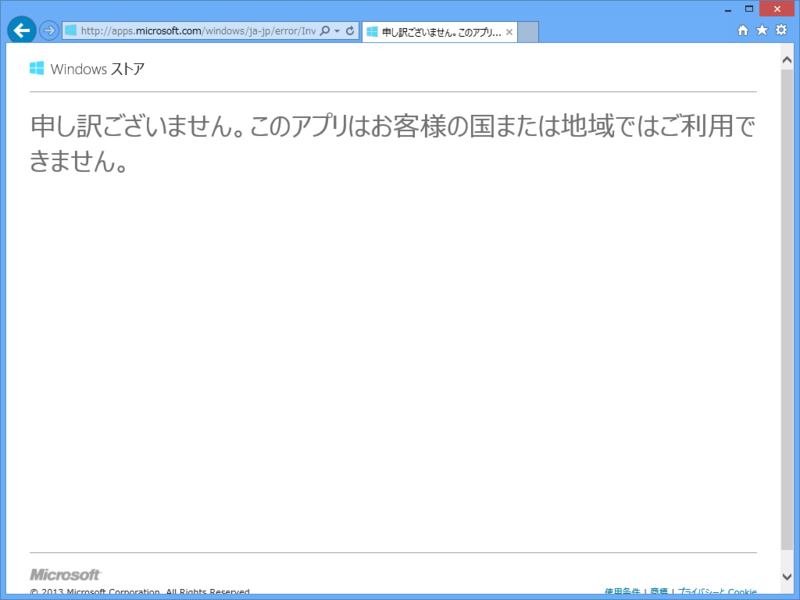 http://apps.microsoft.com/windows/ja-jp/error/Inv
申し訳ございません。このアプリ...
Windows ストア
申し訳ございません。このアプリはお客様の国または地域ではご利用で
きません。
Microsoft
© 2013 Microsoft Corporation. All Rights Reserved.
使用条件 | 商標 | プライバシーと Cookie